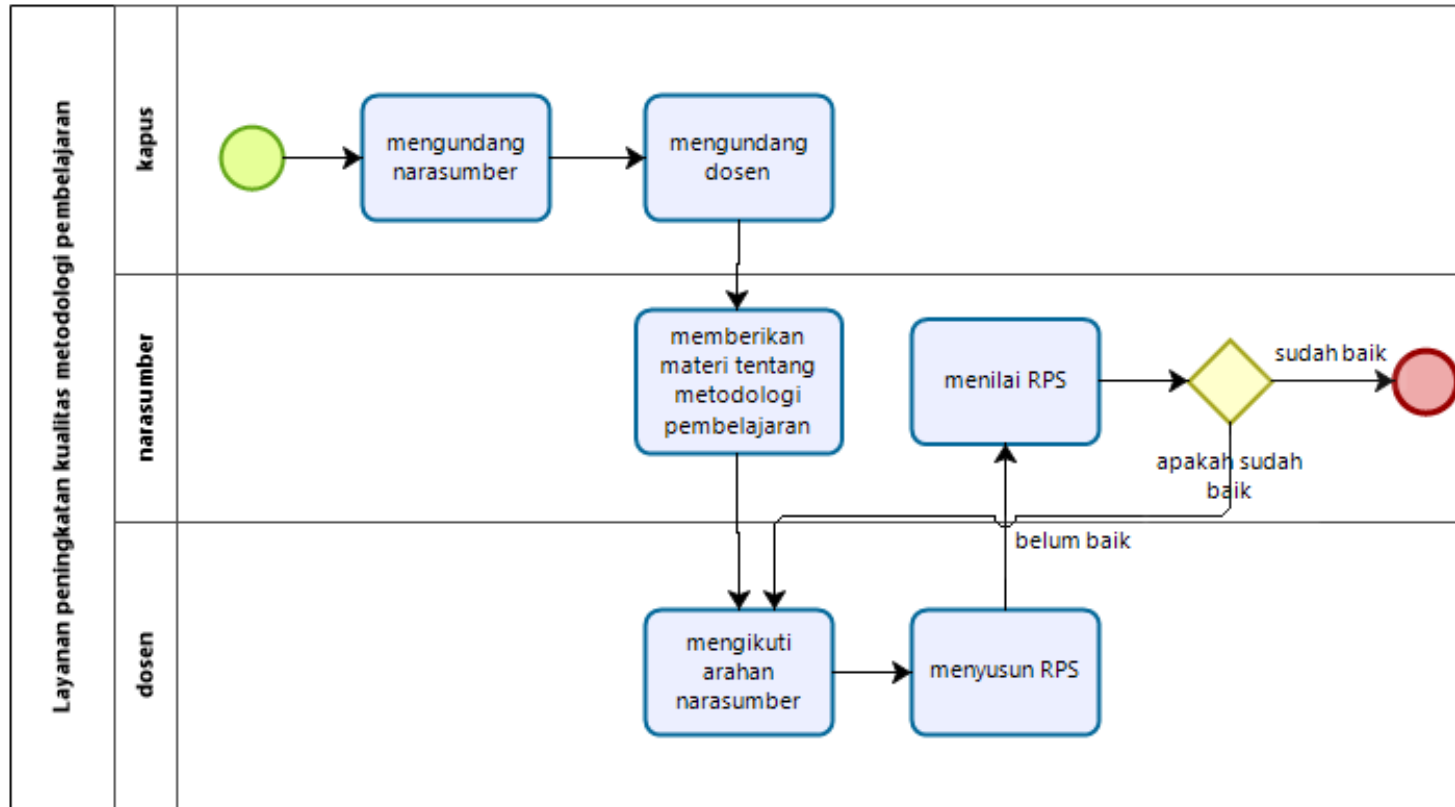 Layanan peningkatan kualitas metodologi pembelajaran
kapus
mengundang
narasumber
mengundang
dosen
narasumber
memberikan
materi tentang
metodologi
pembelajaran
menilai RPS
sudah baik
apakah sudah
baik
belum baik
dosen
mengikuti
arahan
narasumber
menyusun RPS